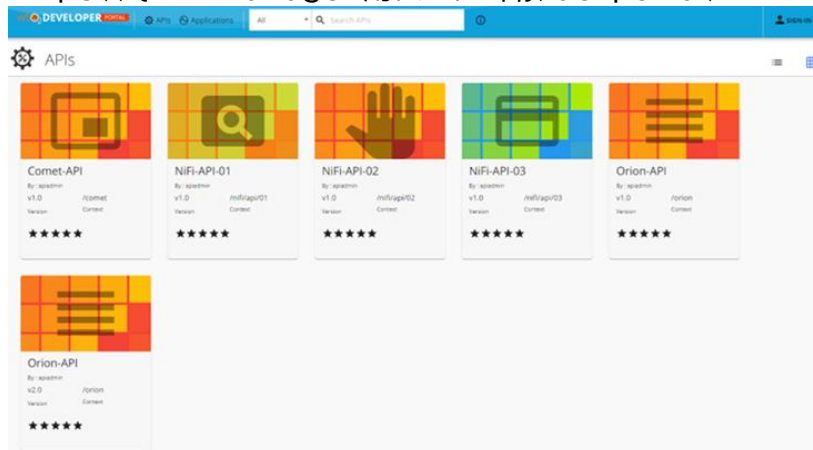 DEVELOPER PORTAL APIs Applications All Search APIs SIGN-IN
APIs
Comet-API NiFi-API-01 NiFi-API-02 NiFi-API-03 Orion-API
By : apiadmin By : apiadmin By : apiadmin By : apiadmin By : apiadmin
v1.0 /comet v1.0 /nifi/api/01 v1.0 /nifi/api/02 v1.0 /nifi/api/03 v1.0 /orion
Version Context Version Context Version Context Version Context Version Context
Orion-API
By : apiadmin
v2.0 /orion
Version Context